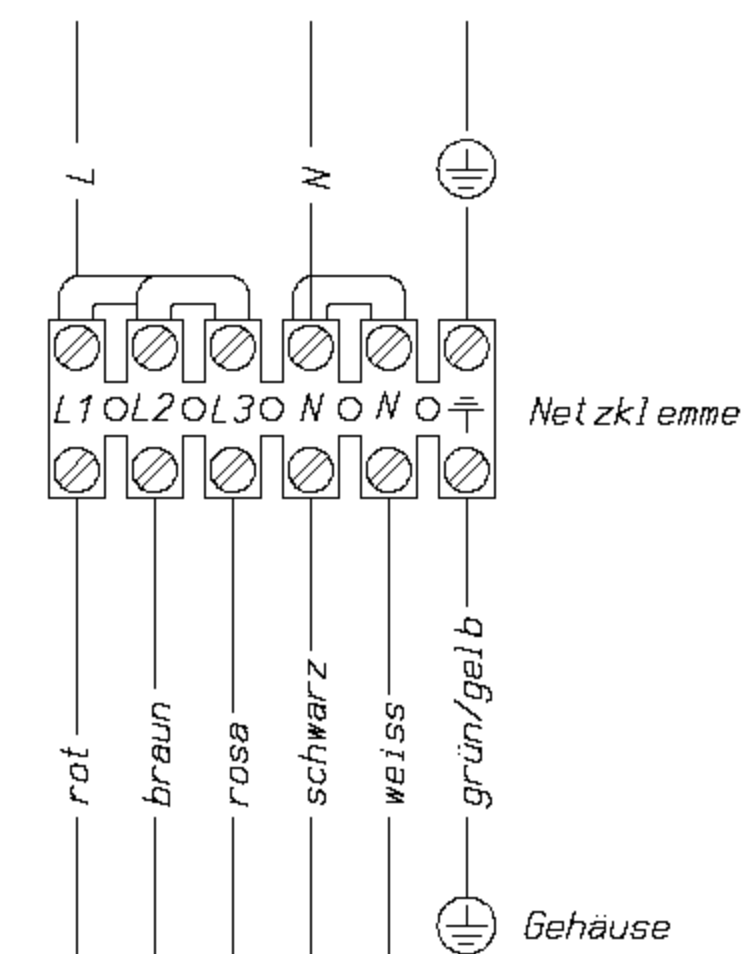 L
N
L1 L2 L3 N N
Netzklemme
rot
braun
rosa
schwarz
weiss
grün/gelb
Gehäuse